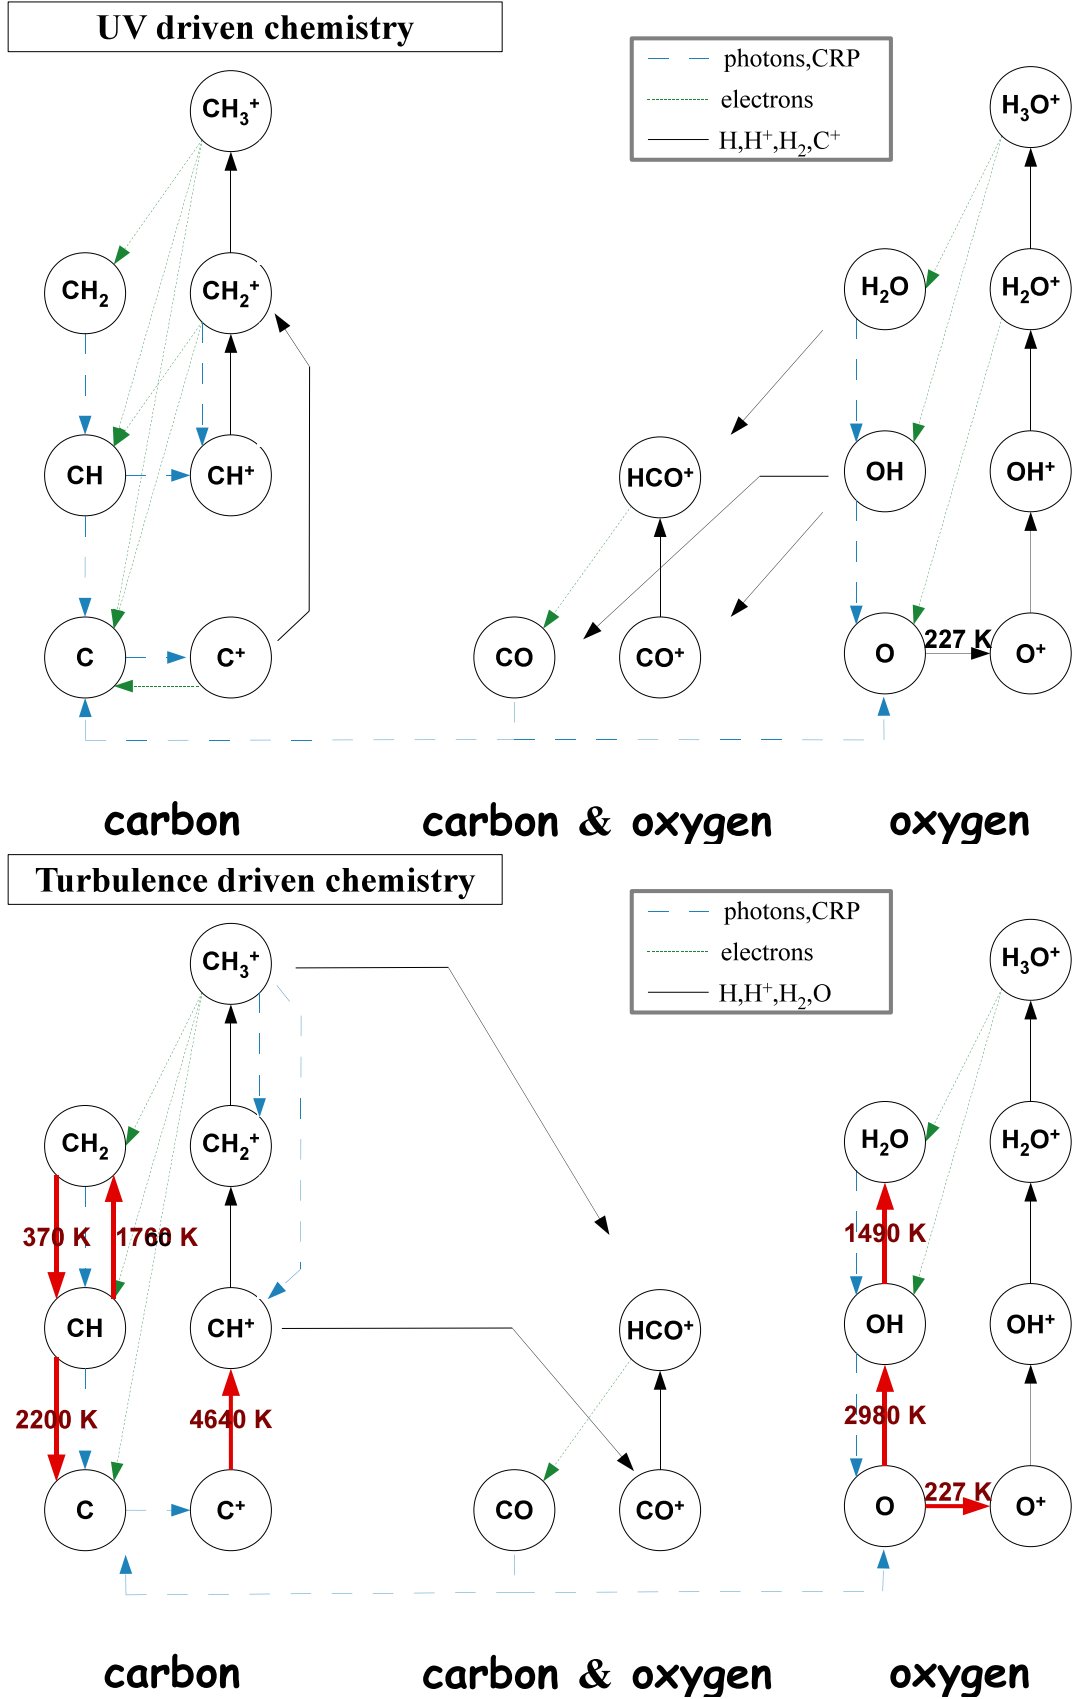 UV driven chemistry
photons,CRP
electrons
H,H⁺,H₂,C⁺
CH₃⁺
H₃O⁺
CH₂
CH₂⁺
H₂O
H₂O⁺
CH
CH⁺
HCO⁺
OH
OH⁺
C
C⁺
CO
CO⁺
O
227 K
O⁺
carbon
carbon & oxygen
oxygen
Turbulence driven chemistry
photons,CRP
electrons
H,H⁺,H₂,O
CH₃⁺
H₃O⁺
CH₂
CH₂⁺
H₂O
H₂O⁺
370 K
1760 K
1490 K
CH
CH⁺
HCO⁺
OH
OH⁺
2200 K
4640 K
2980 K
C
C⁺
CO
CO⁺
O
227 K
O⁺
carbon
carbon & oxygen
oxygen